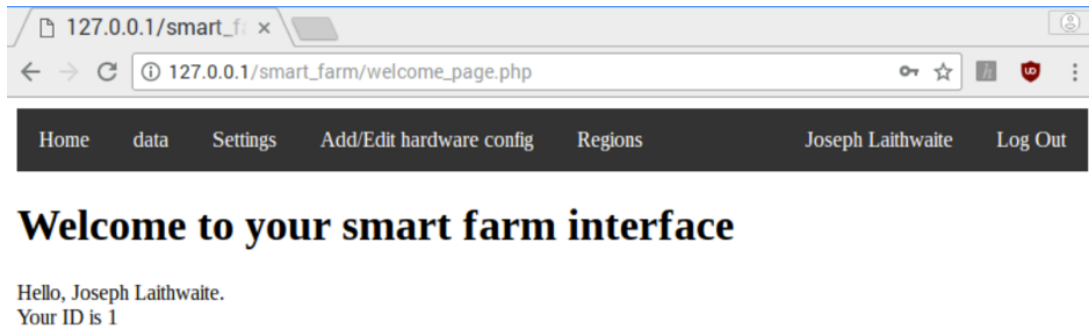 127.0.0.1/smart_fa
127.0.0.1/smart_farm/welcome_page.php
Home data Settings Add/Edit hardware config Regions Joseph Laithwaite Log Out
Welcome to your smart farm interface
Hello, Joseph Laithwaite.
Your ID is 1